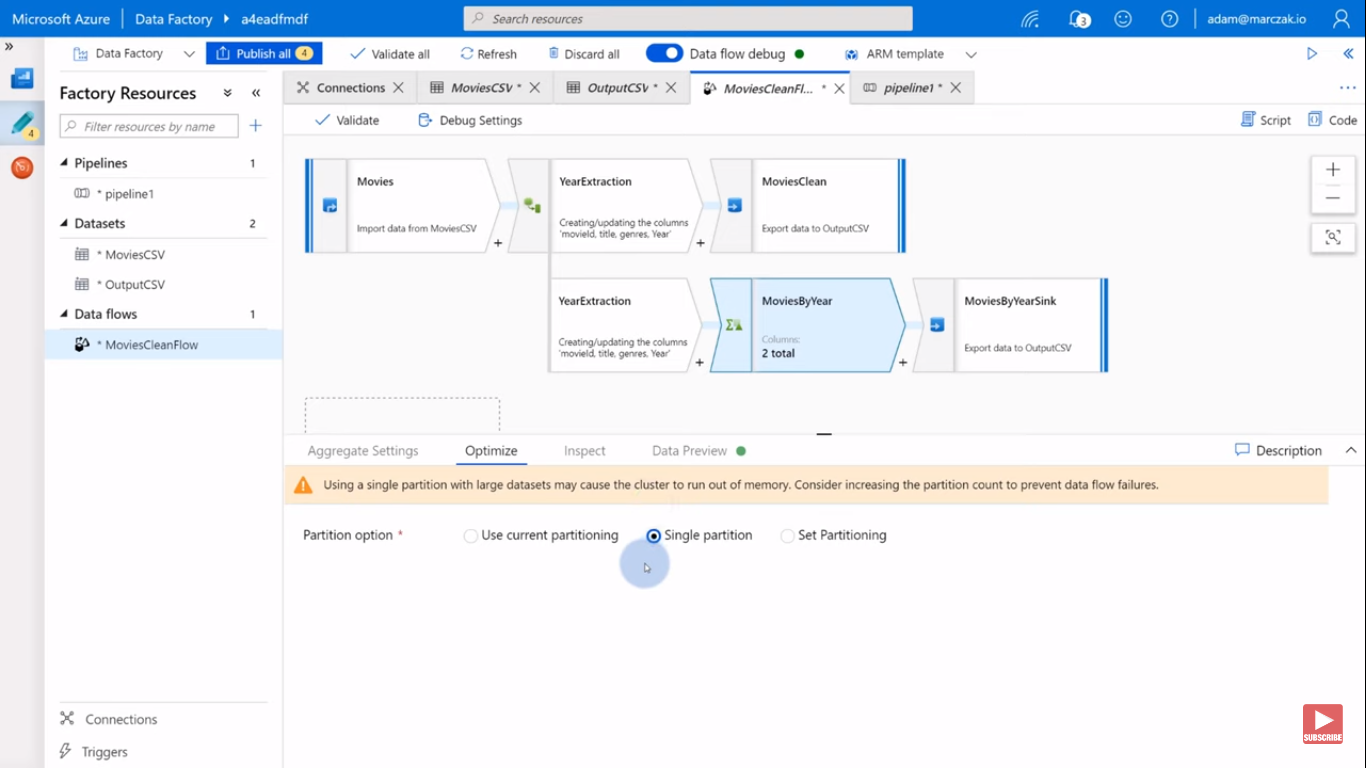 Microsoft Azure
Data Factory
a4eadfmdf
Search resources
3
adam@marczak.io
Data Factory
Publish all
4
Validate all
Refresh
Discard all
Data flow debug
ARM template
4
Factory Resources
Filter resources by name
Pipelines
1
* pipeline1
Datasets
2
* MoviesCSV
* OutputCSV
Data flows
1
* MoviesCleanFlow
Connections
Triggers
Connections
MoviesCSV *
OutputCSV *
MoviesCleanFl... *
pipeline1 *
Validate
Debug Settings
Script
Code
Movies
Import data from MoviesCSV
YearExtraction
Creating/updating the columns
'movieId, title, genres, Year'
MoviesClean
Export data to OutputCSV
YearExtraction
Creating/updating the columns
'movieId, title, genres, Year'
MoviesByYear
Columns:
2 total
MoviesByYearSink
Export data to OutputCSV
Aggregate Settings
Optimize
Inspect
Data Preview
Description
Using a single partition with large datasets may cause the cluster to run out of memory. Consider increasing the partition count to prevent data flow failures.
Partition option *
Use current partitioning
Single partition
Set Partitioning
SUBSCRIBE